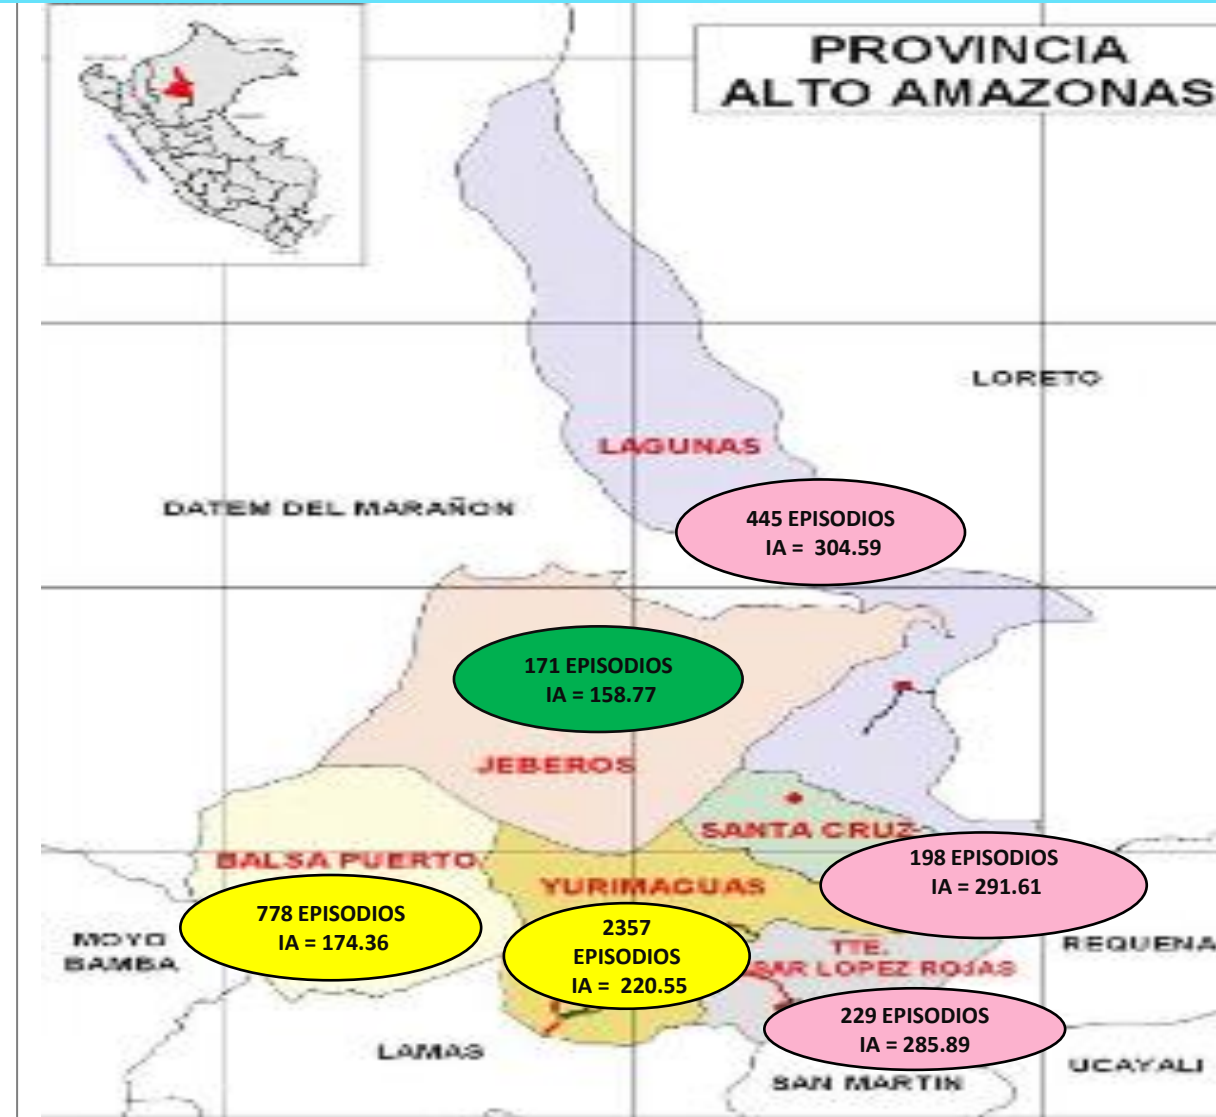 PROVINCIA
ALTO AMAZONAS
LORETO
LAGUNAS
DATEM DEL MARAÑON
445 EPISODIOS
IA = 304.59
171 EPISODIOS
IA = 158.77
JEBEROS
SANTA CRUZ
BALSA PUERTO
YURIMAGUAS
198 EPISODIOS
IA = 291.61
778 EPISODIOS
IA = 174.36
2357
EPISODIOS
IA = 220.55
MOYO
BAMBA
TTE.
SAR LOPEZ ROJAS
REQUENA
229 EPISODIOS
IA = 285.89
LAMAS
UCAYALI
SAN MARTIN